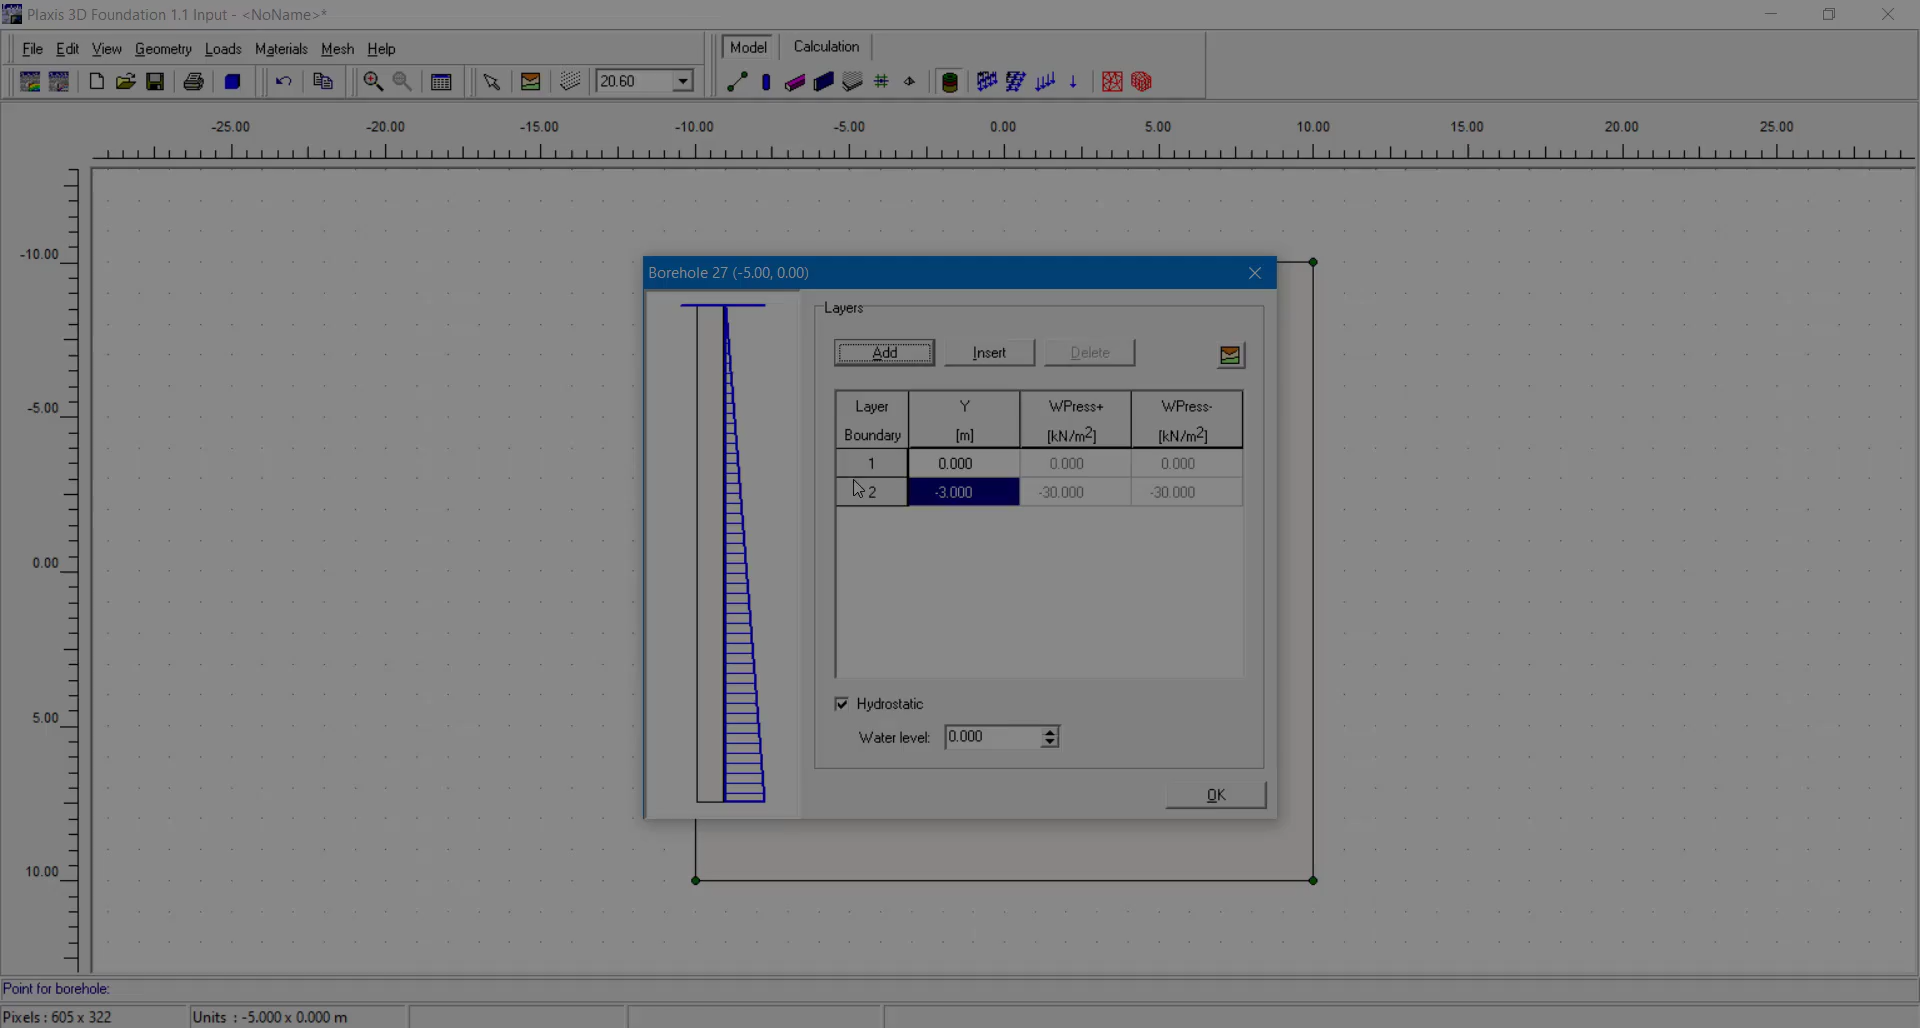 Plaxis 3D Foundation 1.1 Input - <NoName>*
File Edit View Geometry Loads Materials Mesh Help
Model Calculation
20.60
-25.00 -20.00 -15.00 -10.00 -5.00 0.00 5.00 10.00 15.00 20.00 25.00
-10.00
-5.00
0.00
5.00
10.00
Borehole 27 (-5.00, 0.00)
Layers
Add Insert Delete
Layer Y WPress+ WPress-
Boundary [m] [kN/m2] [kN/m2]
1 0.000 0.000 0.000
2 -3.000 -30.000 -30.000
Hydrostatic
Water level: 0.000
OK
Point for borehole:
Pixels : 605 x 322 Units : -5.000 x 0.000 m